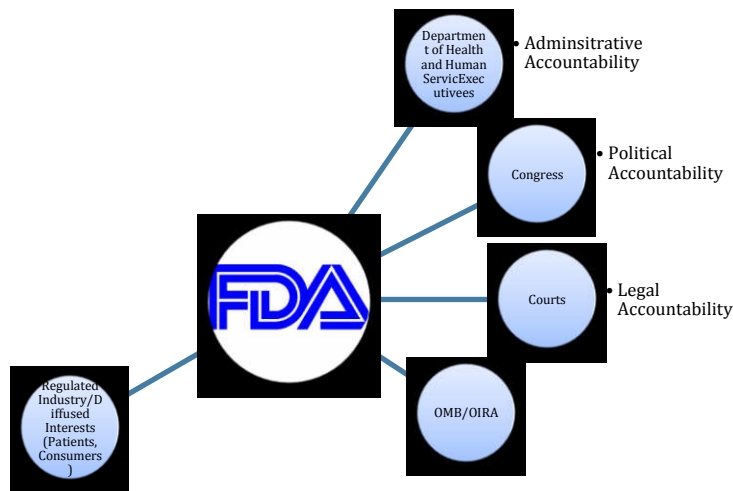 Departmen
t of Health
and Human
ServicExec
utivees
• Adminsitrative
Accountability
Congress
• Political
Accountability
FDA
Courts
• Legal
Accountability
OMB/OIRA
Regulated
Industry/D
iffused
Interests
(Patients,
Consumers
)